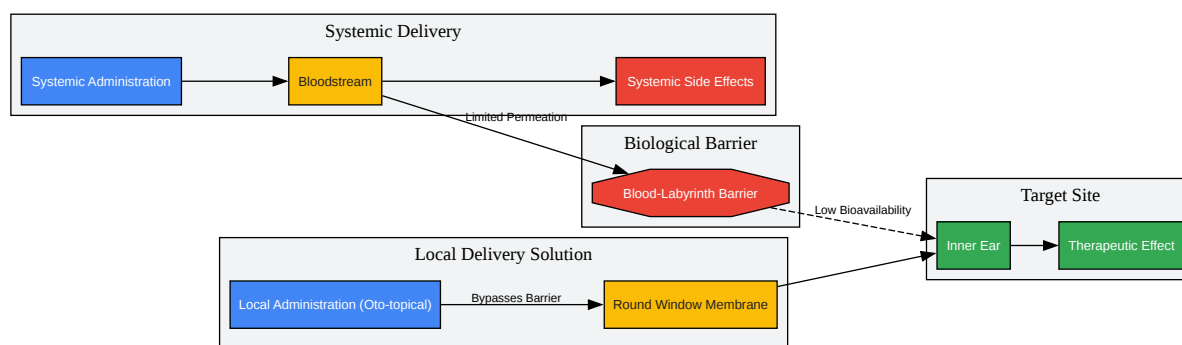 Systemic Delivery
Systemic Administration
Bloodstream
Systemic Side Effects
Limited Permeation
Biological Barrier
Blood-Labyrinth Barrier
Low Bioavailability
Target Site
Inner Ear
Therapeutic Effect
Local Delivery Solution
Local Administration (Oto-topical)
Bypasses Barrier
Round Window Membrane